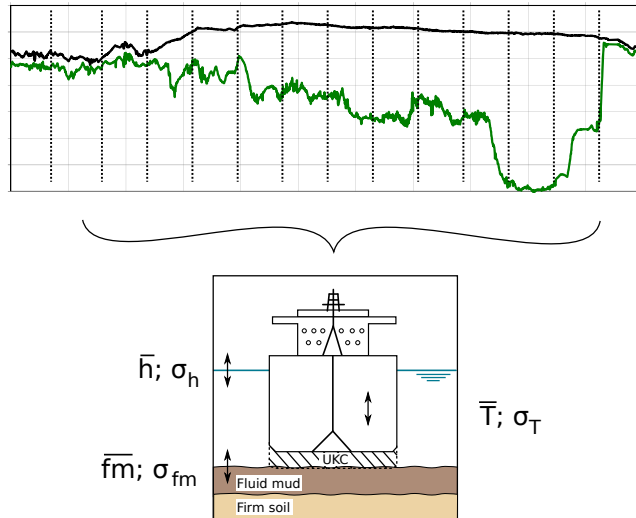 h̅; σh
T̅; σT
UKC
f̅m̅; σfm
Fluid mud
Firm soil